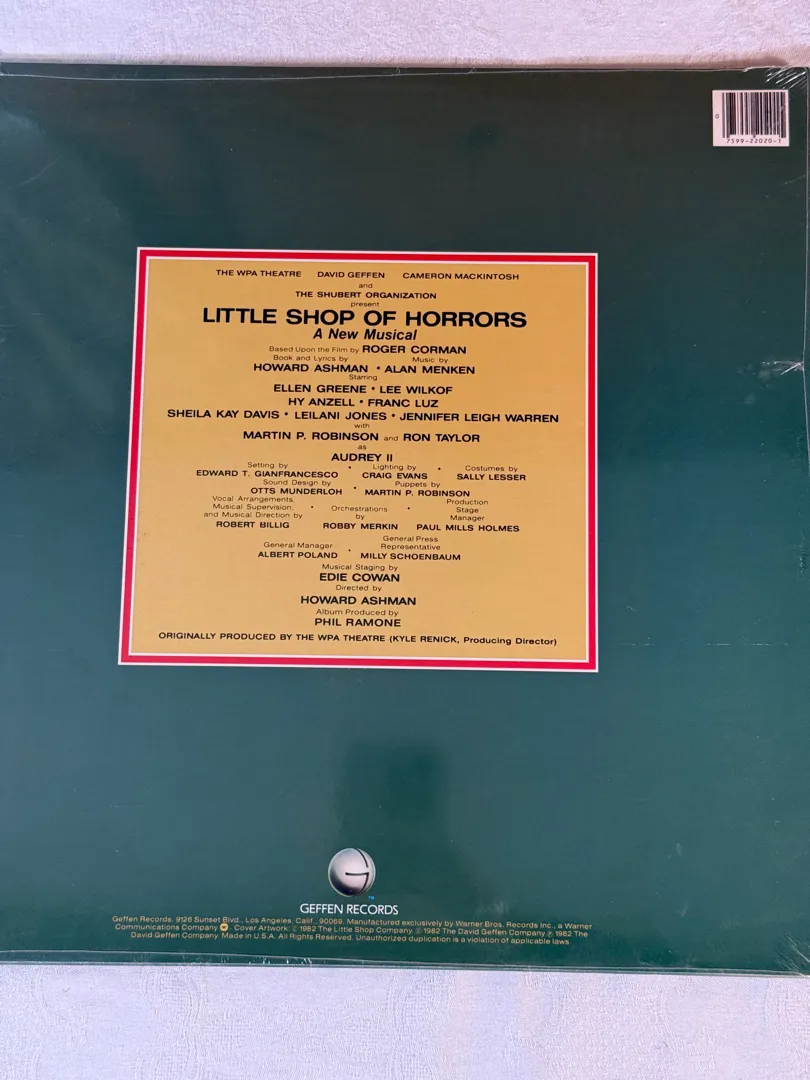 0
7599-22020-1
THE WPA THEATRE DAVID GEFFEN CAMERON MACKINTOSH
and
THE SHUBERT ORGANIZATION
present
LITTLE SHOP OF HORRORS
A New Musical
Based Upon the Film by ROGER CORMAN
Book and Lyrics by Music by
HOWARD ASHMAN • ALAN MENKEN
Starring
ELLEN GREENE • LEE WILKOF
HY ANZELL • FRANC LUZ
SHEILA KAY DAVIS • LEILANI JONES • JENNIFER LEIGH WARREN
with
MARTIN P. ROBINSON and RON TAYLOR
as
AUDREY II
Setting by • Lighting by • Costumes by
EDWARD T. GIANFRANCESCO CRAIG EVANS SALLY LESSER
Sound Design by • Puppets by
OTTS MUNDERLOH MARTIN P. ROBINSON
Vocal Arrangements,
Musical Supervision,
and Musical Direction by
ROBERT BILLIG
• Orchestrations
by
ROBBY MERKIN
• Production
Stage
Manager
PAUL MILLS HOLMES
General Manager
ALBERT POLAND
• General Press
Representative
MILLY SCHOENBAUM
Musical Staging by
EDIE COWAN
Directed by
HOWARD ASHMAN
Album Produced by
PHIL RAMONE
ORIGINALLY PRODUCED BY THE WPA THEATRE (KYLE RENICK, Producing Director)
G
TM
GEFFEN RECORDS
Geffen Records, 9126 Sunset Blvd., Los Angeles, Calif., 90069. Manufactured exclusively by Warner Bros. Records Inc., a Warner
Communications Company. Cover Artwork: © 1982 The Little Shop Company © 1982 The David Geffen Company ℗ 1982 The
David Geffen Company. Made in U.S.A. All Rights Reserved. Unauthorized duplication is a violation of applicable laws.